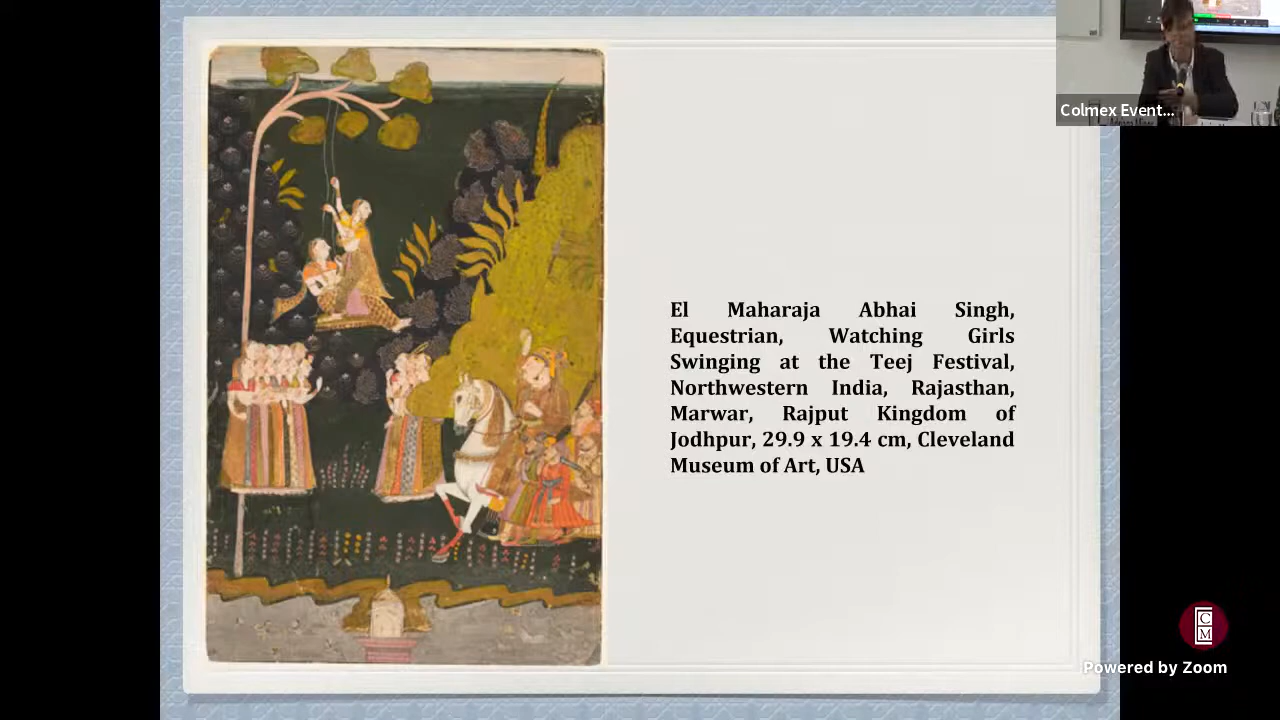 Colmex Event...
El Maharaja Abhai Singh,
Equestrian, Watching Girls
Swinging at the Teej Festival,
Northwestern India, Rajasthan,
Marwar, Rajput Kingdom of
Jodhpur, 29.9 x 19.4 cm, Cleveland
Museum of Art, USA
C
M
Powered by Zoom